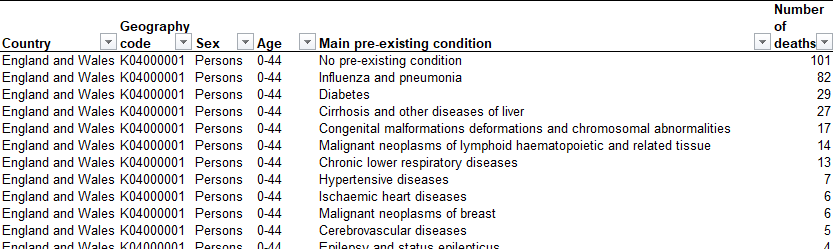 Country Geography code Sex Age Main pre-existing condition Number of deaths
England and Wales K04000001 Persons 0-44 No pre-existing condition 101
England and Wales K04000001 Persons 0-44 Influenza and pneumonia 82
England and Wales K04000001 Persons 0-44 Diabetes 29
England and Wales K04000001 Persons 0-44 Cirrhosis and other diseases of liver 27
England and Wales K04000001 Persons 0-44 Congenital malformations deformations and chromosomal abnormalities 17
England and Wales K04000001 Persons 0-44 Malignant neoplasms of lymphoid haematopoietic and related tissue 14
England and Wales K04000001 Persons 0-44 Chronic lower respiratory diseases 13
England and Wales K04000001 Persons 0-44 Hypertensive diseases 7
England and Wales K04000001 Persons 0-44 Ischaemic heart diseases 6
England and Wales K04000001 Persons 0-44 Malignant neoplasms of breast 6
England and Wales K04000001 Persons 0-44 Cerebrovascular diseases 5
England and Wales K04000001 Persons 0-44 Epilepsy and status epilepticus 4